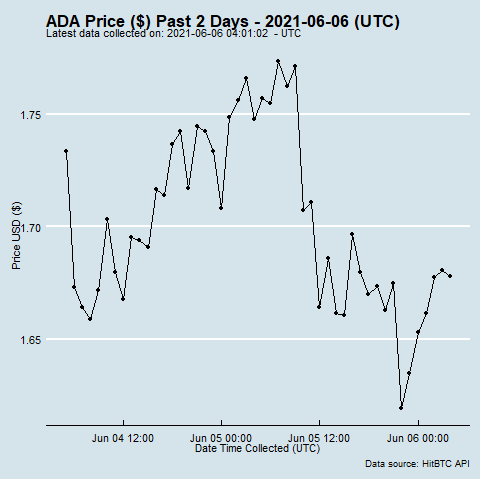 ADA Price ($) Past 2 Days - 2021-06-06 (UTC)
Latest data collected on: 2021-06-06 04:01:02  - UTC
1.75
1.70
1.65
Price USD ($)
Jun 04 12:00
Jun 05 00:00
Jun 05 12:00
Jun 06 00:00
Date Time Collected (UTC)
Data source: HitBTC API